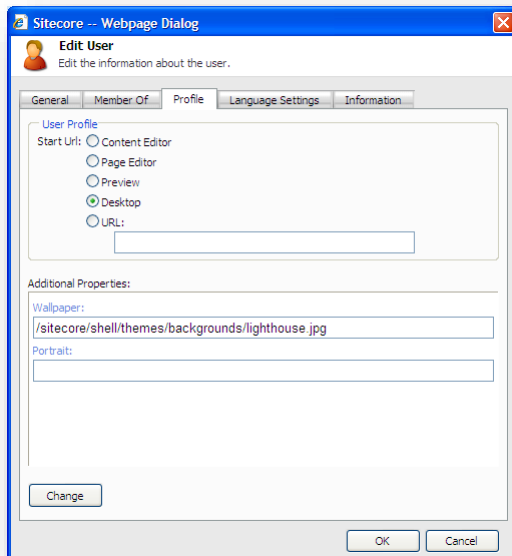 Sitecore -- Webpage Dialog
Edit User
Edit the information about the user.
General Member Of Profile Language Settings Information
User Profile
Start Url: Content Editor
Page Editor
Preview
Desktop
URL:
Additional Properties:
Wallpaper:
/sitecore/shell/themes/backgrounds/lighthouse.jpg
Portrait:
Change
OK Cancel